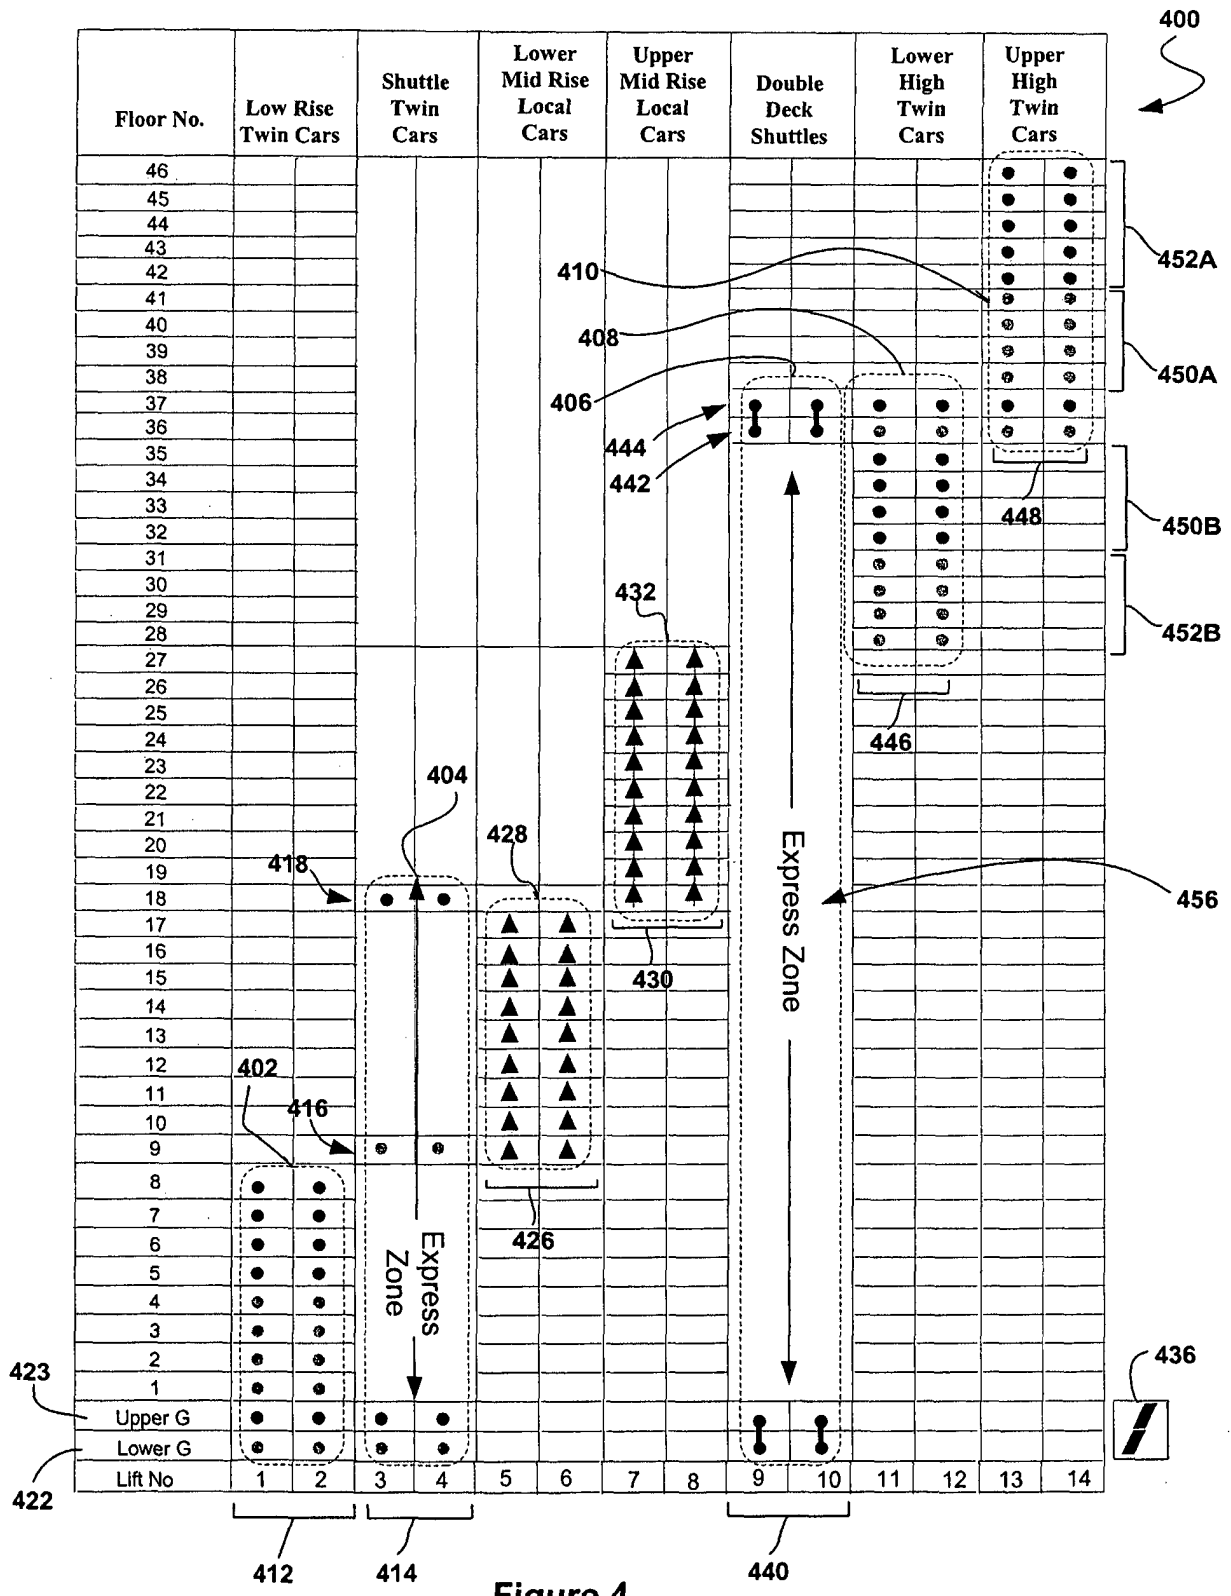 400
Floor No.
Low Rise
Twin Cars
Shuttle
Twin
Cars
Lower
Mid Rise
Local
Cars
Upper
Mid Rise
Local
Cars
Double
Deck
Shuttles
Lower
High
Twin
Cars
Upper
High
Twin
Cars
46
45
44
43
42
41
40
39
38
37
36
35
34
33
32
31
30
29
28
27
26
25
24
23
22
21
20
19
18
17
16
15
14
13
12
11
10
9
8
7
6
5
4
3
2
1
Upper G
Lower G
Lift No 1 2 3 4 5 6 7 8 9 10 11 12 13 14
452A
410
408
450A
406
444
442
448
450B
432
452B
446
404
428
418
456
430
402
416
426
Express Zone
Express
Zone
436
423
422
412
414
440
Figure 4